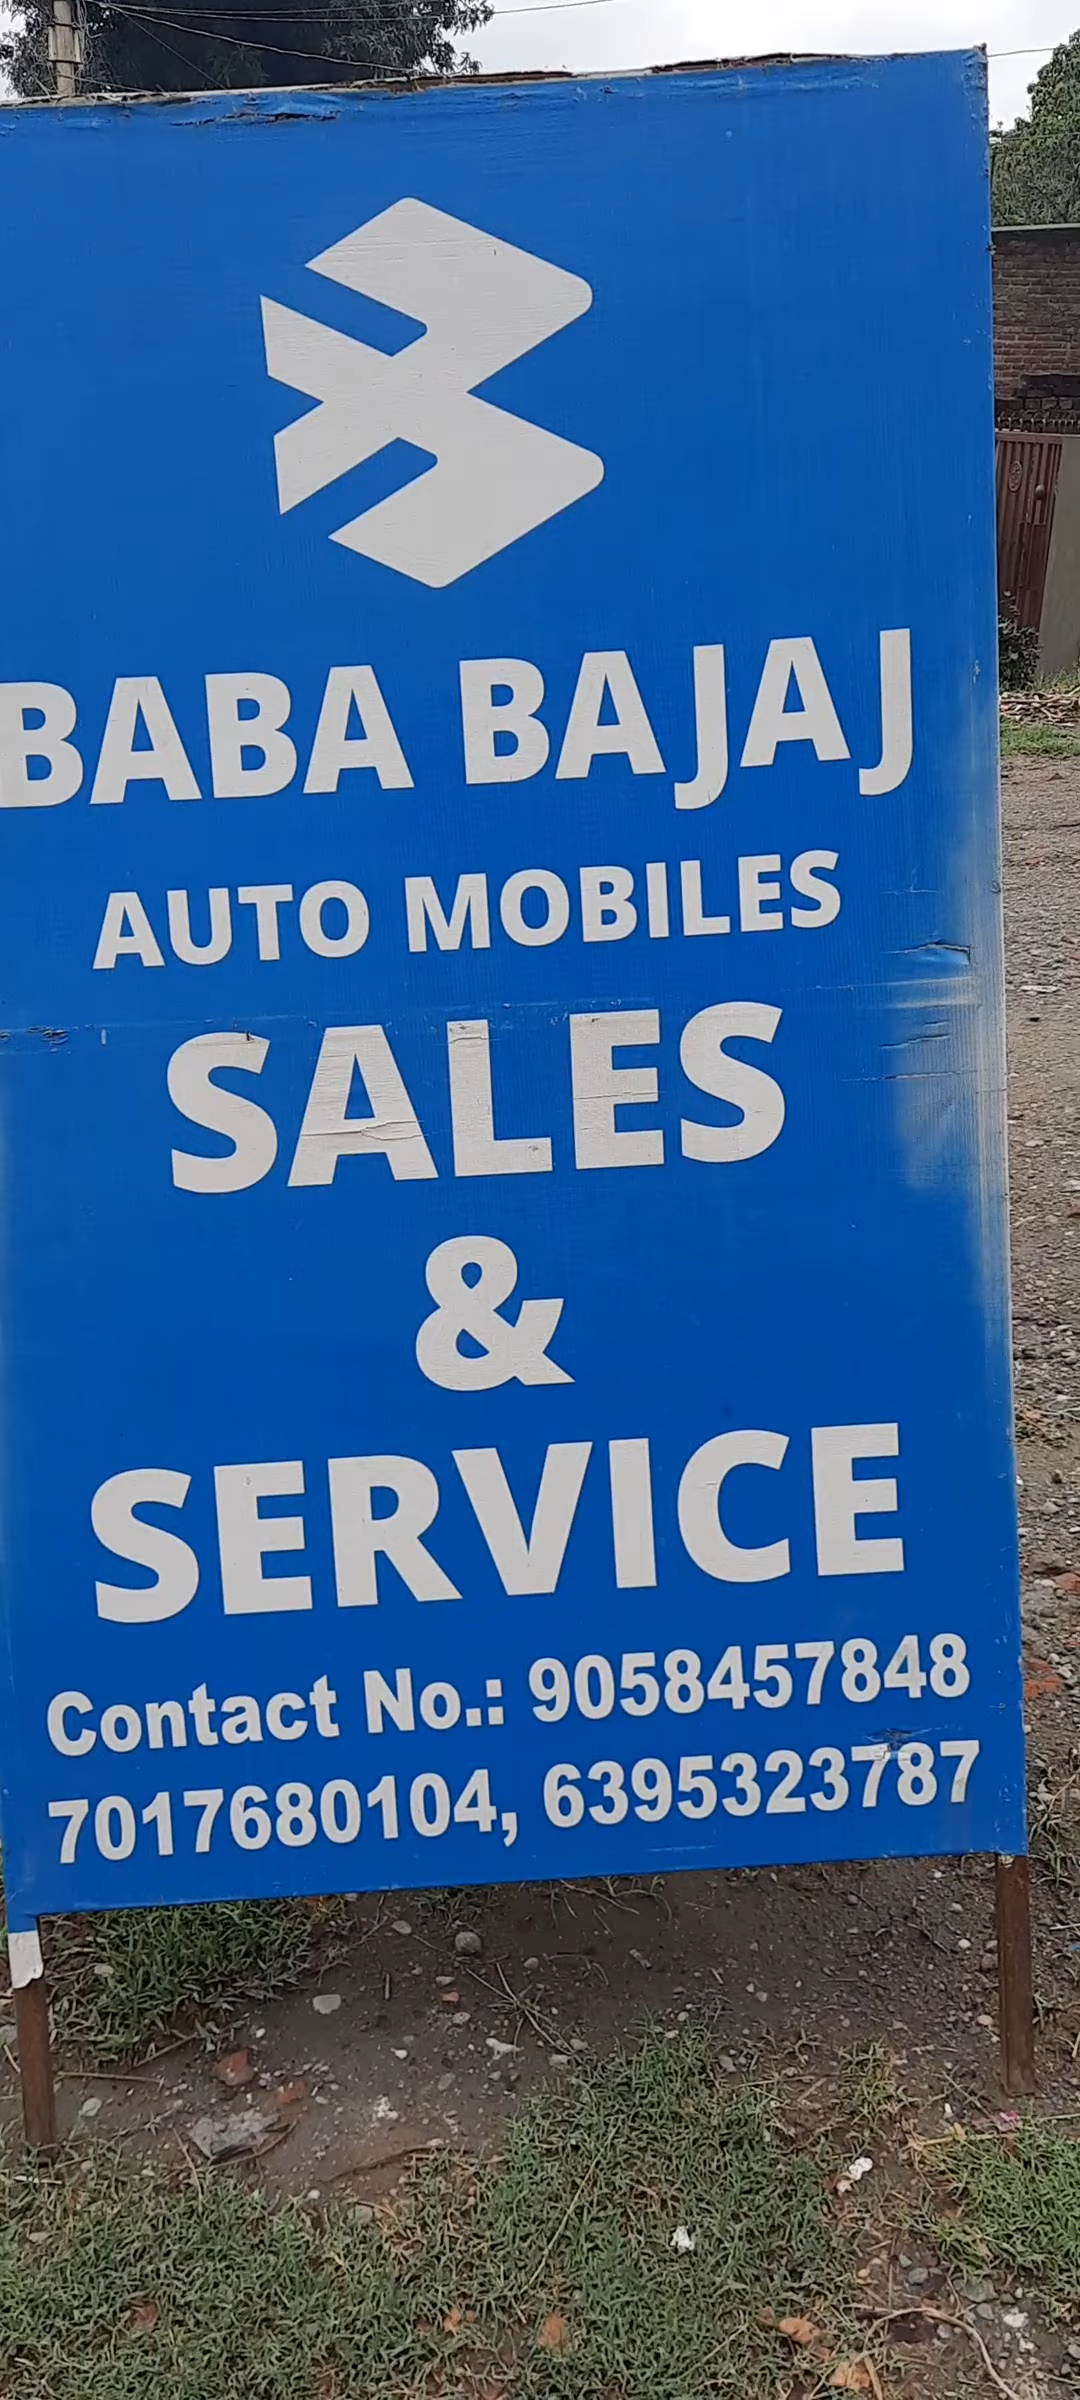 BABA BAJAJ
AUTO MOBILES
SALES
&
SERVICE
Contact No.: 9058457848
7017680104, 6395323787